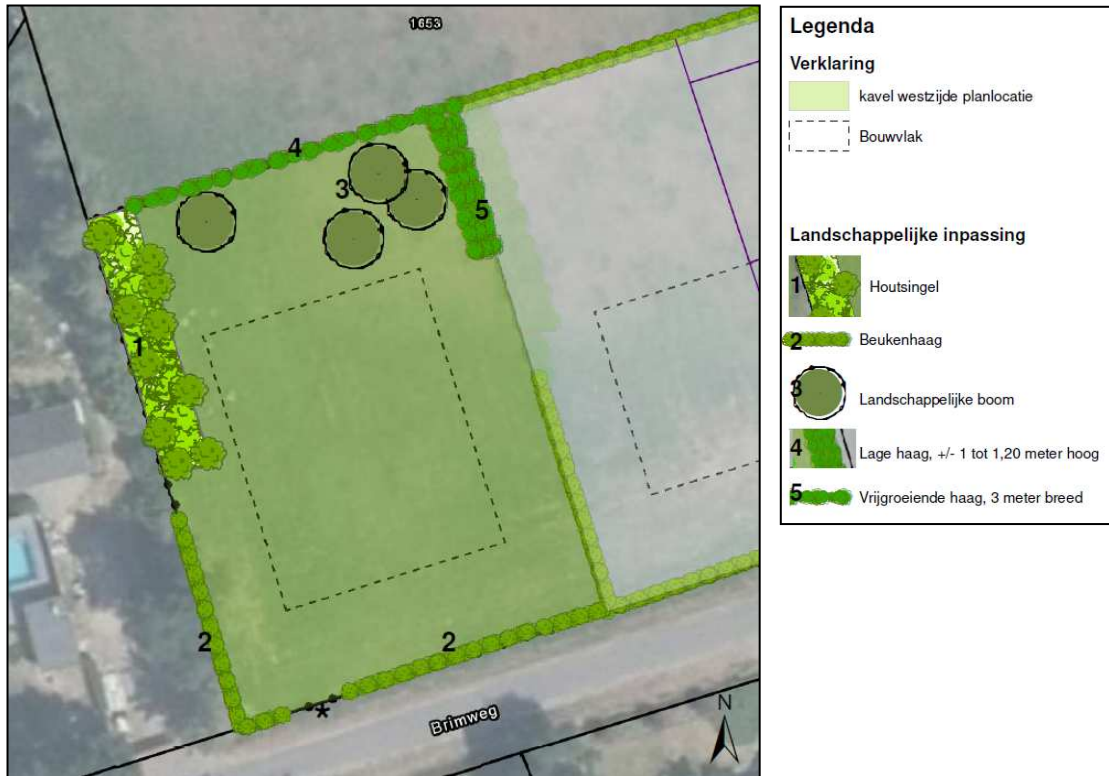 1653
4
3
5
1
2
2
*
Brimweg
N
Legenda
Verklaring
kavel westzijde planlocatie
Bouwvlak
Landschappelijke inpassing
1 Houtsingel
2 Beukenhaag
3 Landschappelijke boom
4 Lage haag, +/- 1 tot 1,20 meter hoog
5 Vrijgroeiende haag, 3 meter breed